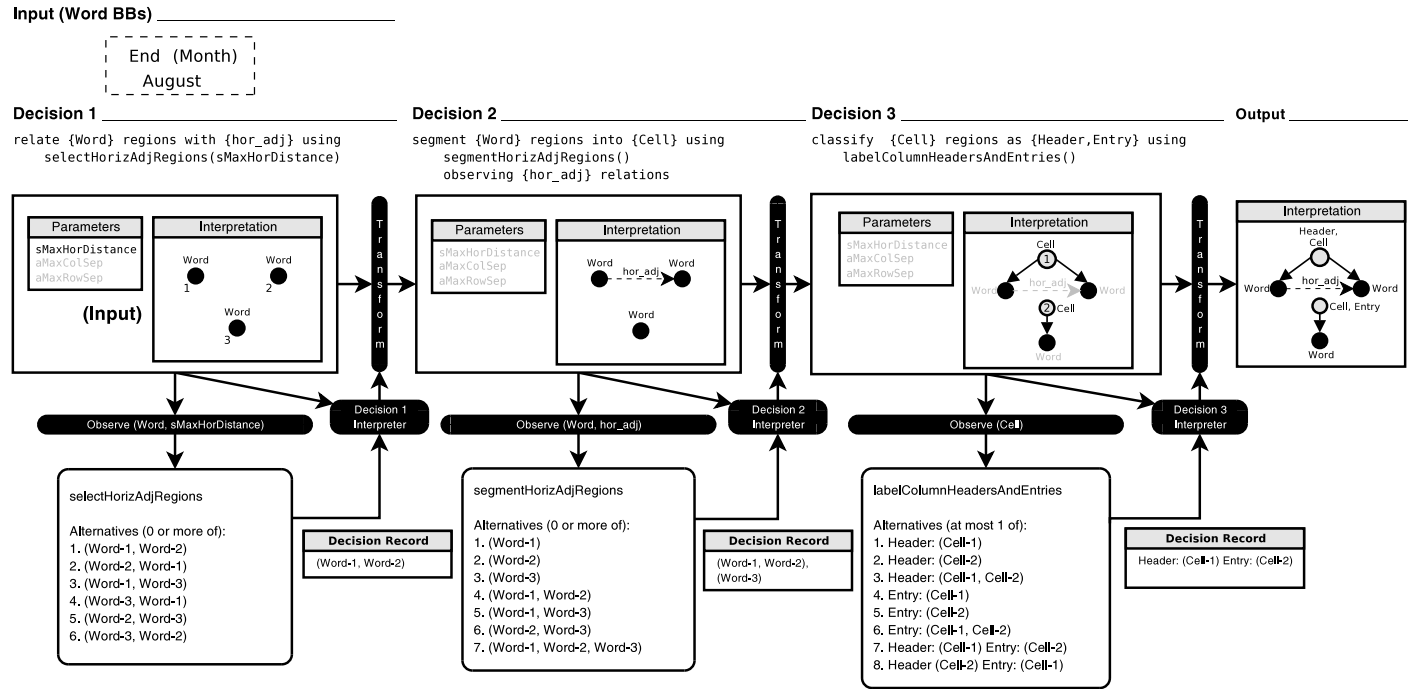 Input (Word BBs)
End (Month)
August
Decision 1
relate {Word} regions with {hor_adj} using
selectHorizAdjRegions(sMaxHorDistance)
Parameters
sMaxHorDistance
aMaxColSep
aMaxRowSep
(Input)
Interpretation
Word
1
Word
2
Word
3
Transform
Observe (Word, sMaxHorDistance)
Decision 1
Interpreter
selectHorizAdjRegions
Alternatives (0 or more of):
1. (Word-1, Word-2)
2. (Word-2, Word-1)
3. (Word-1, Word-3)
4. (Word-3, Word-1)
5. (Word-2, Word-3)
6. (Word-3, Word-2)
Decision Record
(Word-1, Word-2)
Decision 2
segment {Word} regions into {Cell} using
segmentHorizAdjRegions()
observing {hor_adj} relations
Parameters
sMaxHorDistance
aMaxColSep
aMaxRowSep
Interpretation
Word
hor_adj
Word
Word
Transform
Observe (Word, hor_adj)
Decision 2
Interpreter
segmentHorizAdjRegions
Alternatives (0 or more of):
1. (Word-1)
2. (Word-2)
3. (Word-3)
4. (Word-1, Word-2)
5. (Word-1, Word-3)
6. (Word-2, Word-3)
7. (Word-1, Word-2, Word-3)
Decision Record
(Word-1, Word-2),
(Word-3)
Decision 3
classify {Cell} regions as {Header,Entry} using
labelColumnHeadersAndEntries()
Parameters
sMaxHorDistance
aMaxColSep
aMaxRowSep
Interpretation
Cell
1
Word
hor_adj
Word
2
Cell
Word
Transform
Observe (Cell)
Decision 3
Interpreter
labelColumnHeadersAndEntries
Alternatives (at most 1 of):
1. Header: (Cell-1)
2. Header: (Cell-2)
3. Header: (Cell-1, Cell-2)
4. Entry: (Cell-1)
5. Entry: (Cell-2)
6. Entry: (Cell-1, Cell-2)
7. Header: (Cell-1) Entry: (Cell-2)
8. Header (Cell-2) Entry: (Cell-1)
Decision Record
Header: (Cell-1) Entry: (Cell-2)
Output
Interpretation
Header,
Cell
Word
hor_adj
Word
Cell, Entry
Word